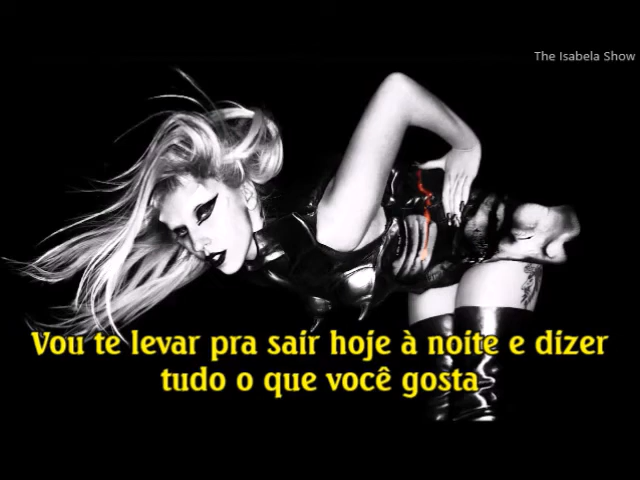 The Isabela Show
Vou te levar pra sair hoje à noite e dizer
tudo o que você gosta